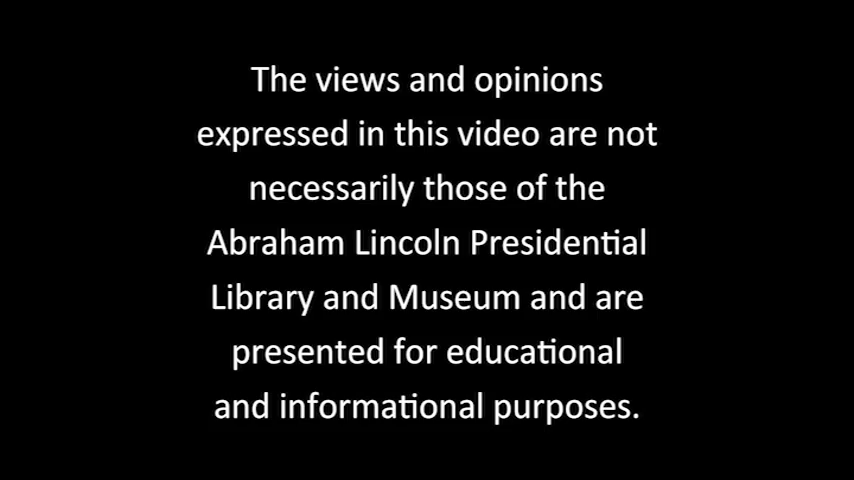 The views and opinions
expressed in this video are not
necessarily those of the
Abraham Lincoln Presidential
Library and Museum and are
presented for educational
and informational purposes.